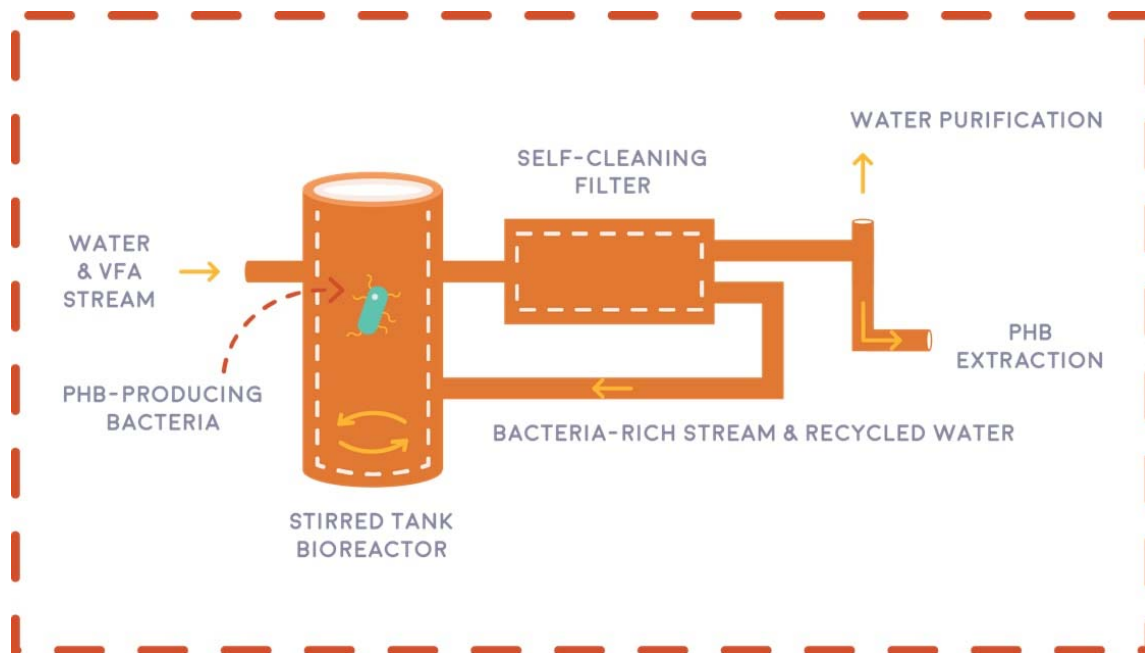 WATER PURIFICATION
SELF-CLEANING
FILTER
WATER
& VFA
STREAM
PHB
EXTRACTION
PHB-PRODUCING
BACTERIA
BACTERIA-RICH STREAM & RECYCLED WATER
STIRRED TANK
BIOREACTOR